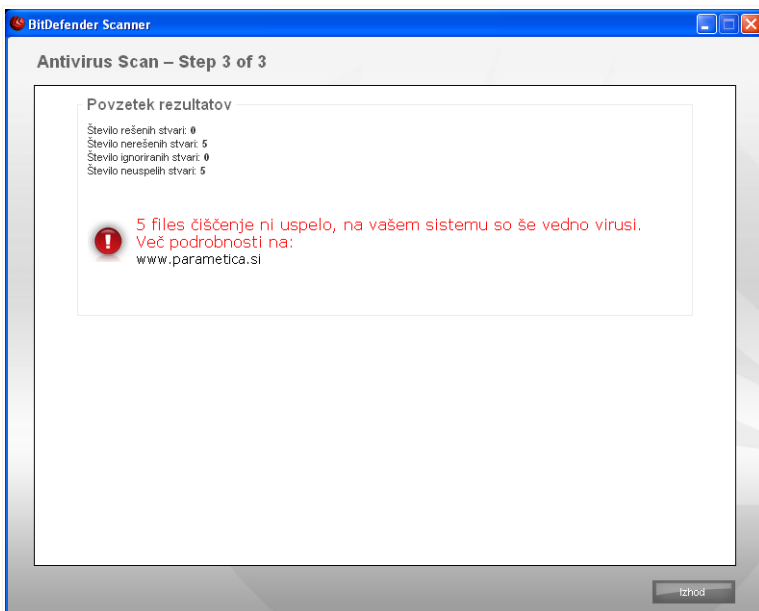 BitDefender Scanner
Antivirus Scan – Step 3 of 3
Povzetek rezultatov
Število rešenih stvari: 0
Število nerešenih stvari: 5
Število ignoriranih stvari: 0
Število neuspelih stvari: 5
5 files čiščenje ni uspelo, na vašem sistemu so še vedno virusi.
Več podrobnosti na:
www.parametica.si
Izhod